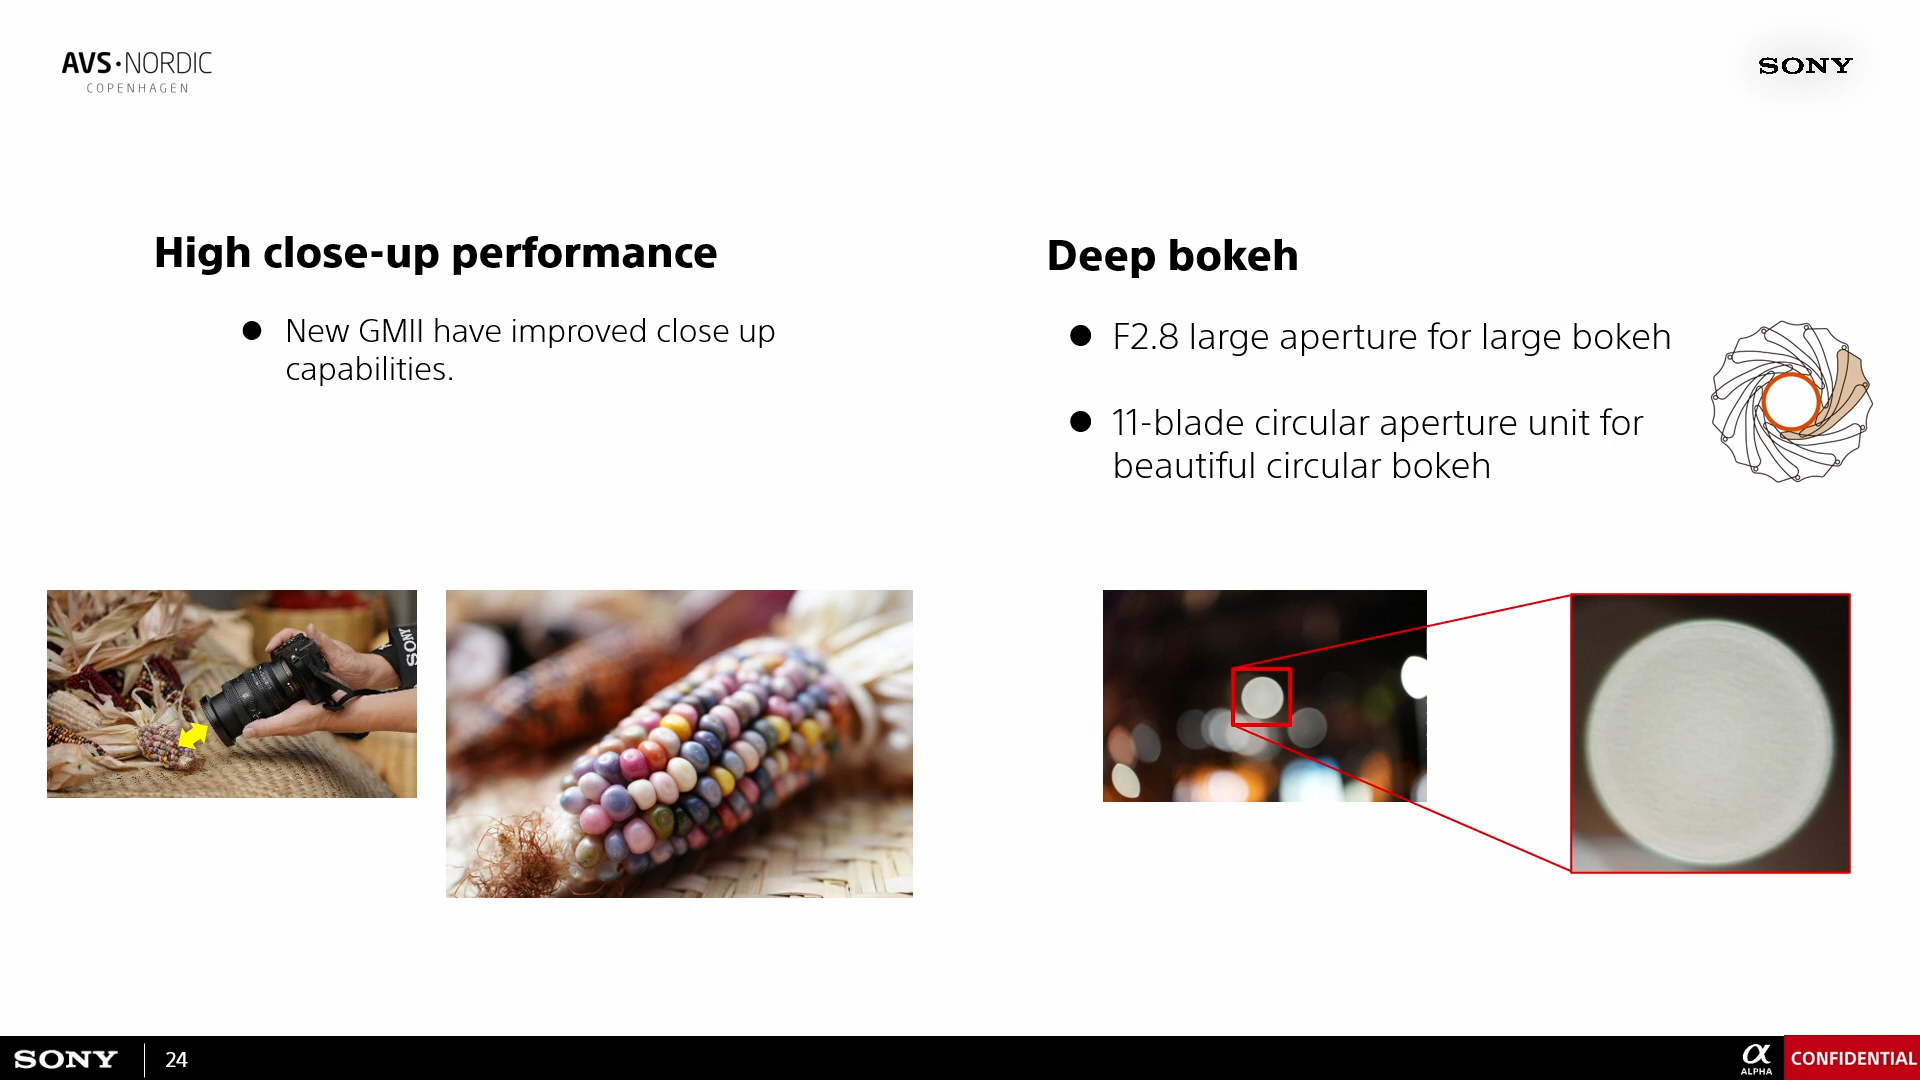 AVS·NORDIC
COPENHAGEN
SONY
High close-up performance
● New GMII have improved close up
capabilities.
Deep bokeh
● F2.8 large aperture for large bokeh
● 11-blade circular aperture unit for
beautiful circular bokeh
SONY
SONY
24
α
ALPHA
CONFIDENTIAL